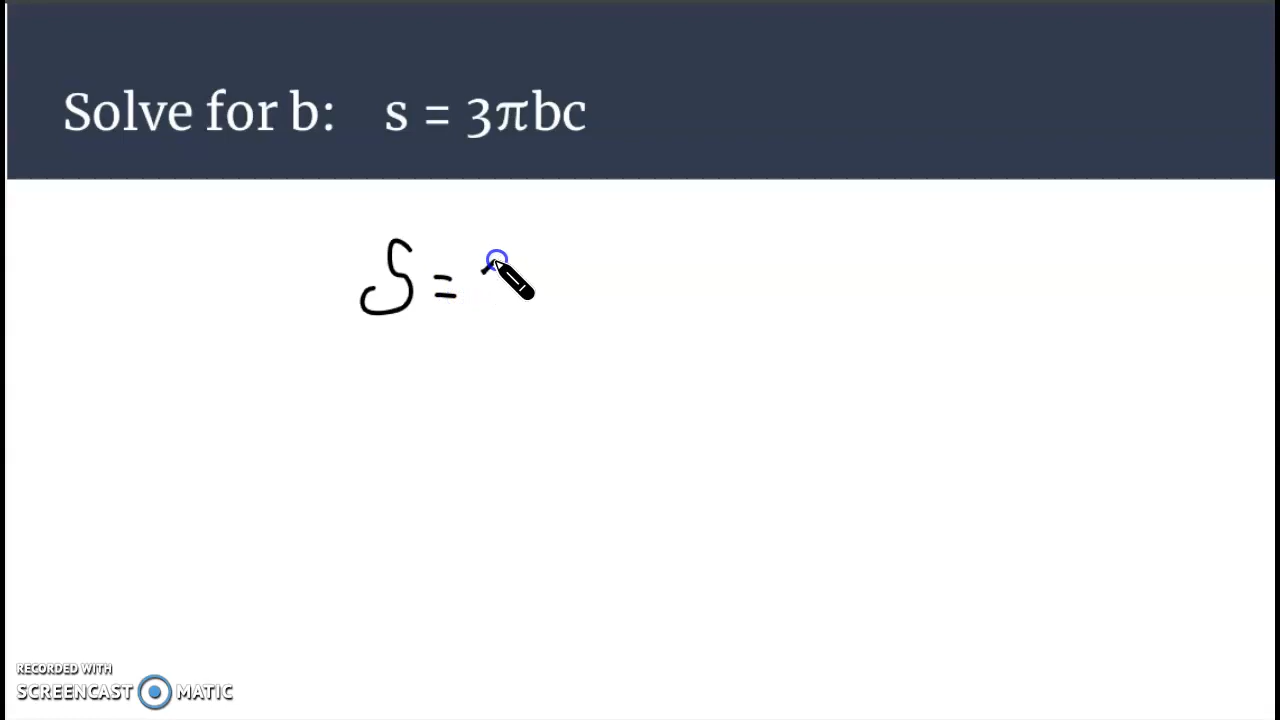 Solve for b: s = 3πbc
S =
RECORDED WITH
SCREENCAST MATIC